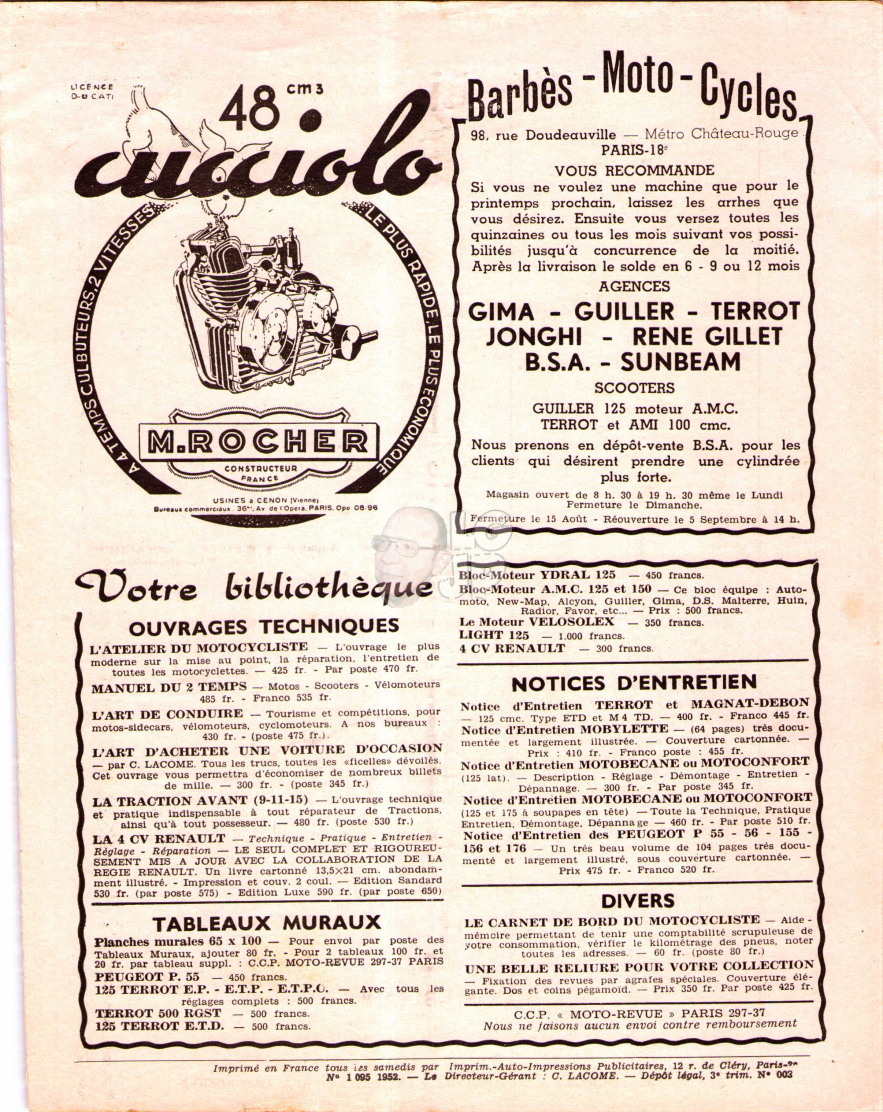 LICENCE
DUCATI
48 cm3
cucciolo
A 4 TEMPS CULBUTEURS, 2 VITESSES
LE PLUS RAPIDE, LE PLUS ECONOMIQUE
M.ROCHER
CONSTRUCTEUR
FRANCE
USINES a CENON (Vienne)
Bureaux commerciaux 36bis, Av de l'Opera, PARIS, Ope 08-96
Barbès - Moto - Cycles
98, rue Doudeauville — Métro Château-Rouge
PARIS-18e
VOUS RECOMMANDE
Si vous ne voulez une machine que pour le
printemps prochain, laissez les arrhes que
vous désirez. Ensuite vous versez toutes les
quinzaines ou tous les mois suivant vos possi-
bilités jusqu'à concurrence de la moitié.
Après la livraison le solde en 6 - 9 ou 12 mois
AGENCES
GIMA - GUILLER - TERROT
JONGHI - RENE GILLET
B.S.A. - SUNBEAM
SCOOTERS
GUILLER 125 moteur A.M.C.
TERROT et AMI 100 cmc.
Nous prenons en dépôt-vente B.S.A. pour les
clients qui désirent prendre une cylindrée
plus forte.
Magasin ouvert de 8 h. 30 à 19 h. 30 même le Lundi
Fermeture le Dimanche.
Fermeture le 15 Août - Réouverture le 5 Septembre à 14 h.
Votre bibliothèque
OUVRAGES TECHNIQUES
L'ATELIER DU MOTOCYCLISTE — L'ouvrage le plus
moderne sur la mise au point, la réparation, l'entretien de
toutes les motocyclettes. — 425 fr. - Par poste 470 fr.
MANUEL DU 2 TEMPS — Motos - Scooters - Vélomoteurs
485 fr. - Franco 535 fr.
L'ART DE CONDUIRE — Tourisme et compétitions, pour
motos-sidecars, vélomoteurs, cyclomoteurs. A nos bureaux :
430 fr. - (poste 475 fr.).
L'ART D'ACHETER UNE VOITURE D'OCCASION
— par C. LACOME. Tous les trucs, toutes les «ficelles» dévoilés.
Cet ouvrage vous permettra d'économiser de nombreux billets
de mille. — 300 fr. - (poste 345 fr.)
LA TRACTION AVANT (9-11-15) — L'ouvrage technique
et pratique indispensable à tout réparateur de Tractions,
ainsi qu'à tout possesseur. — 480 fr. (poste 530 fr.)
LA 4 CV RENAULT — Technique - Pratique - Entretien -
Réglage - Réparation — LE SEUL COMPLET ET RIGOUREU-
SEMENT MIS A JOUR AVEC LA COLLABORATION DE LA
REGIE RENAULT. Un livre cartonné 13,5×21 cm. abondam-
ment illustré. - Impression et couv. 2 coul. — Edition Sandard
530 fr. (par poste 575) - Edition Luxe 590 fr. (par poste 650)
TABLEAUX MURAUX
Planches murales 65 x 100 — Pour envoi par poste des
Tableaux Muraux, ajouter 80 fr. - Pour 2 tableaux 100 fr. et
20 fr. par tableau suppl. : C.C.P. MOTO-REVUE 297-37 PARIS
PEUGEOT P. 55 — 450 francs.
125 TERROT E.P. - E.T.P. - E.T.P.C. — Avec tous les
réglages complets : 500 francs.
TERROT 500 RGST — 500 francs.
125 TERROT E.T.D. — 500 francs.
Bloc-Moteur YDRAL 125 — 450 francs.
Bloc-Moteur A.M.C. 125 et 150 — Ce bloc équipe : Auto-
moto, New-Map, Alcyon, Guiller, Gima, D.S. Malterre, Huin,
Radior, Favor, etc... — Prix : 500 francs.
Le Moteur VELOSOLEX — 350 francs.
LIGHT 125 — 1.000 francs.
4 CV RENAULT — 300 francs.
NOTICES D'ENTRETIEN
Notice d'Entretien TERROT et MAGNAT-DEBON
— 125 cmc. Type ETD et M 4 TD. — 400 fr. - Franco 445 fr.
Notice d'Entretien MOBYLETTE — (64 pages) très docu-
mentée et largement illustrée. — Couverture cartonnée. —
Prix : 410 fr. - Franco poste : 455 fr.
Notice d'Entretien MOTOBECANE ou MOTOCONFORT
(125 lat). — Description - Réglage - Démontage - Entretien -
Dépannage. — 300 fr. - Par poste 345 fr.
Notice d'Entretien MOTOBECANE ou MOTOCONFORT
(125 et 175 à soupapes en tête) — Toute la Technique, Pratique
Entretien, Démontage, Dépannage — 460 fr. - Par poste 510 fr.
Notice d'Entretien des PEUGEOT P 55 - 56 - 155 -
156 et 176 — Un très beau volume de 104 pages très docu-
menté et largement illustré, sous couverture cartonnée. —
Prix 475 fr. - Franco 520 fr.
DIVERS
LE CARNET DE BORD DU MOTOCYCLISTE — Aide-
mémoire permettant de tenir une comptabilité scrupuleuse de
votre consommation, vérifier le kilométrage des pneus, noter
toutes les adresses. — 60 fr. (poste 80 fr.)
UNE BELLE RELIURE POUR VOTRE COLLECTION
— Fixation des revues par agrafes spéciales. Couverture élé-
gante. Dos et coins pégamoïd. — Prix 350 fr. Par poste 425 fr.
C.C.P. « MOTO-REVUE » PARIS 297-37
Nous ne faisons aucun envoi contre remboursement
Imprimé en France tous les samedis par Imprim.-Auto-Impressions Publicitaires, 12 r. de Cléry, Paris-2e
N° 1 095 1952. — Le Directeur-Gérant : C. LACOME. — Dépôt légal, 3e trim. N° 003